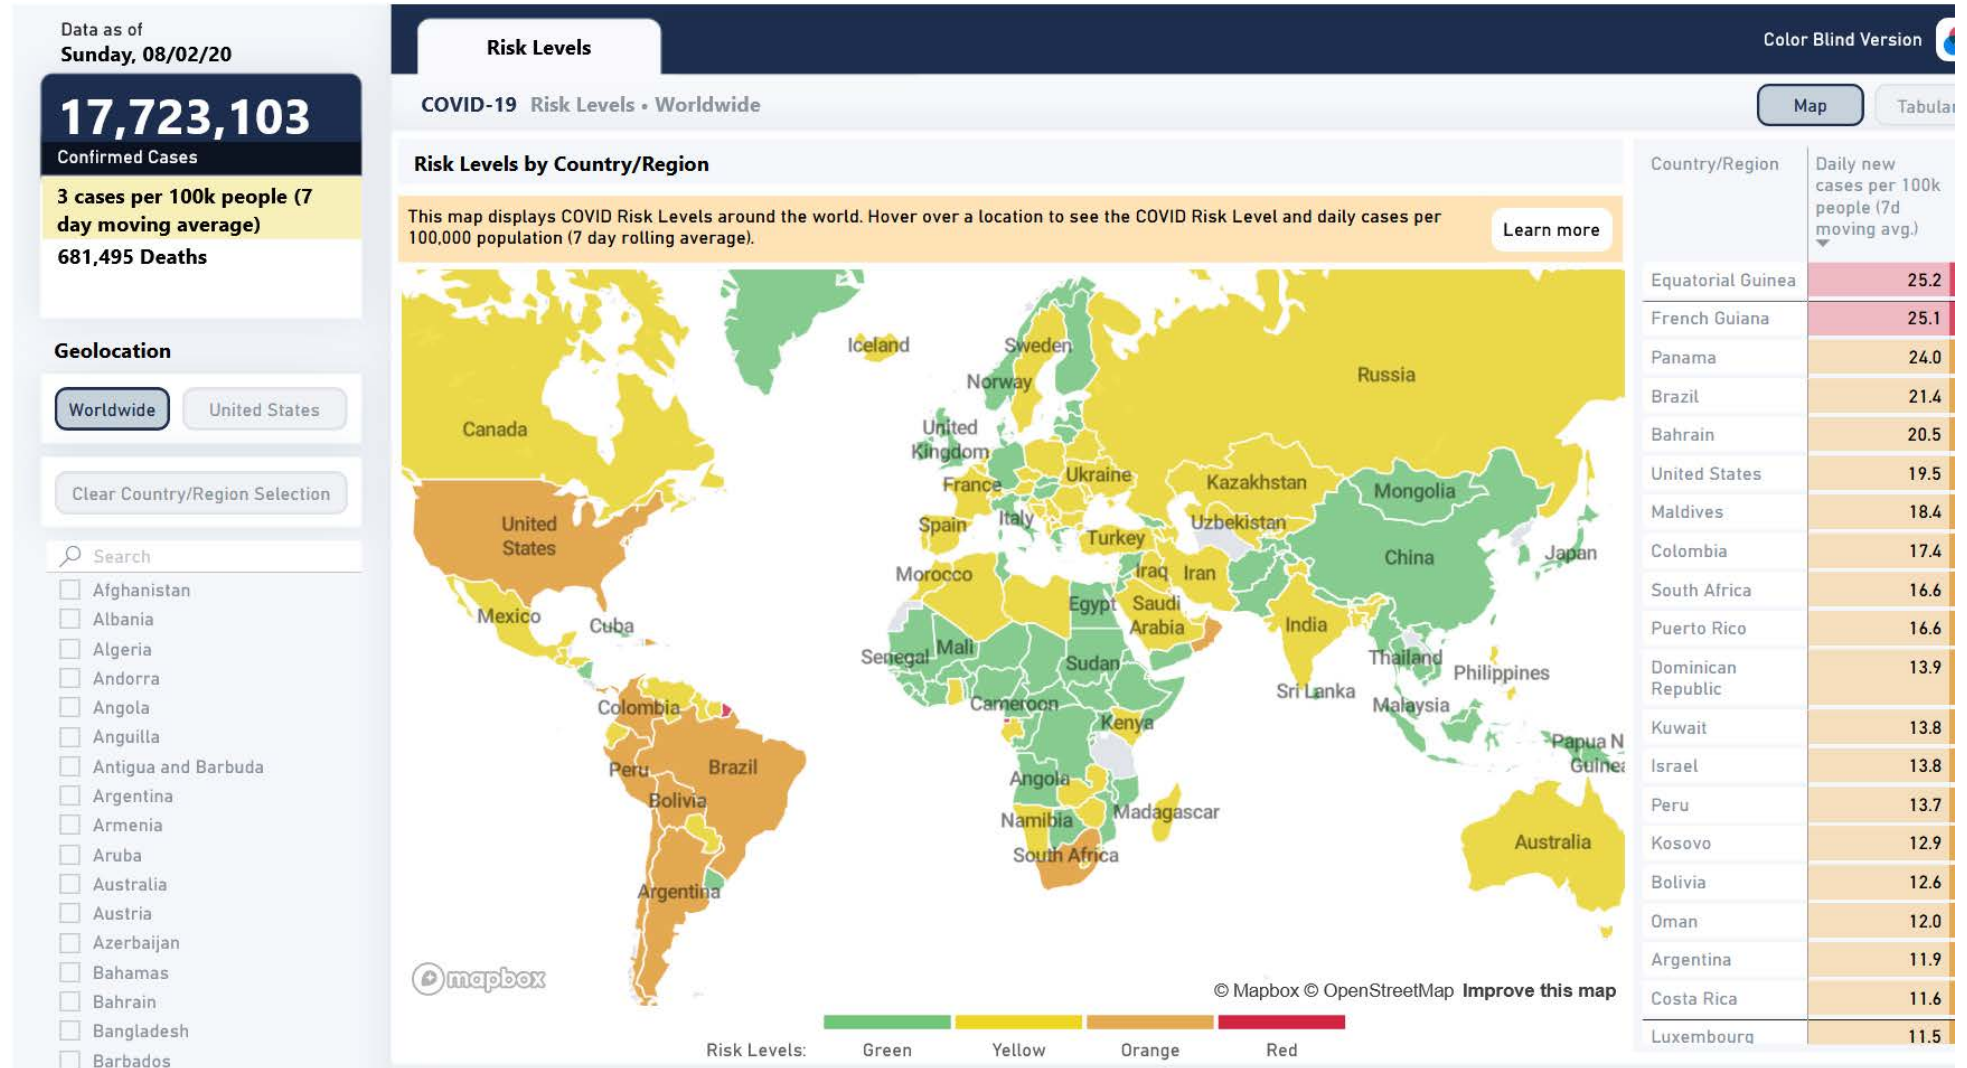 Data as of
Sunday, 08/02/20
17,723,103
Confirmed Cases
3 cases per 100k people (7
day moving average)
681,495 Deaths
Geolocation
Worldwide
United States
Clear Country/Region Selection
Search
Afghanistan
Albania
Algeria
Andorra
Angola
Anguilla
Antigua and Barbuda
Argentina
Armenia
Aruba
Australia
Austria
Azerbaijan
Bahamas
Bahrain
Bangladesh
Barbados
Risk Levels
Color Blind Version
COVID-19 Risk Levels • Worldwide
Map
Tabular
Risk Levels by Country/Region
This map displays COVID Risk Levels around the world. Hover over a location to see the COVID Risk Level and daily cases per
100,000 population (7 day rolling average).
Learn more
Iceland
Sweden
Norway
Russia
Canada
United
Kingdom
Ukraine
France
Kazakhstan
Mongolia
United
States
Spain
Italy
Uzbekistan
Turkey
China
Japan
Morocco
Iraq
Iran
Mexico
Cuba
Egypt
Saudi
Arabia
India
Senegal
Mali
Sudan
Thailand
Philippines
Sri Lanka
Colombia
Cameroon
Malaysia
Kenya
Papua N
Guinea
Peru
Brazil
Angola
Bolivia
Namibia
Madagascar
Australia
South Africa
Argentina
mapbox
© Mapbox © OpenStreetMap Improve this map
Risk Levels:
Green
Yellow
Orange
Red
Country/Region
Daily new
cases per 100k
people (7d
moving avg.)
Equatorial Guinea 25.2
French Guiana 25.1
Panama 24.0
Brazil 21.4
Bahrain 20.5
United States 19.5
Maldives 18.4
Colombia 17.4
South Africa 16.6
Puerto Rico 16.6
Dominican 13.9
Republic
Kuwait 13.8
Israel 13.8
Peru 13.7
Kosovo 12.9
Bolivia 12.6
Oman 12.0
Argentina 11.9
Costa Rica 11.6
Luxembourg 11.5